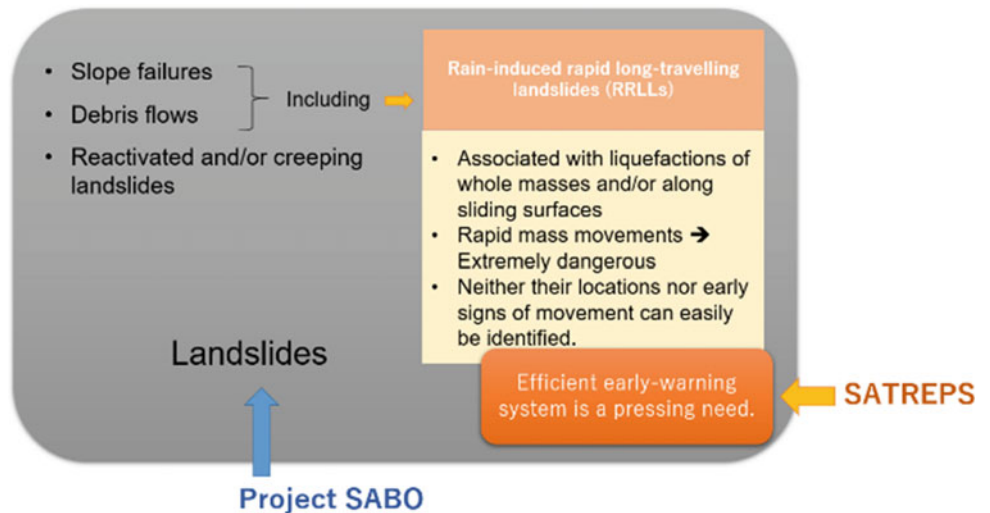 • Slope failures
• Debris flows
• Reactivated and/or creeping
landslides
Including
Rain-induced rapid long-travelling
landslides (RRLLs)
• Associated with liquefactions of
whole masses and/or along
sliding surfaces
• Rapid mass movements ➔
Extremely dangerous
• Neither their locations nor early
signs of movement can easily
be identified.
Landslides
Efficient early-warning
system is a pressing need.
SATREPS
Project SABO